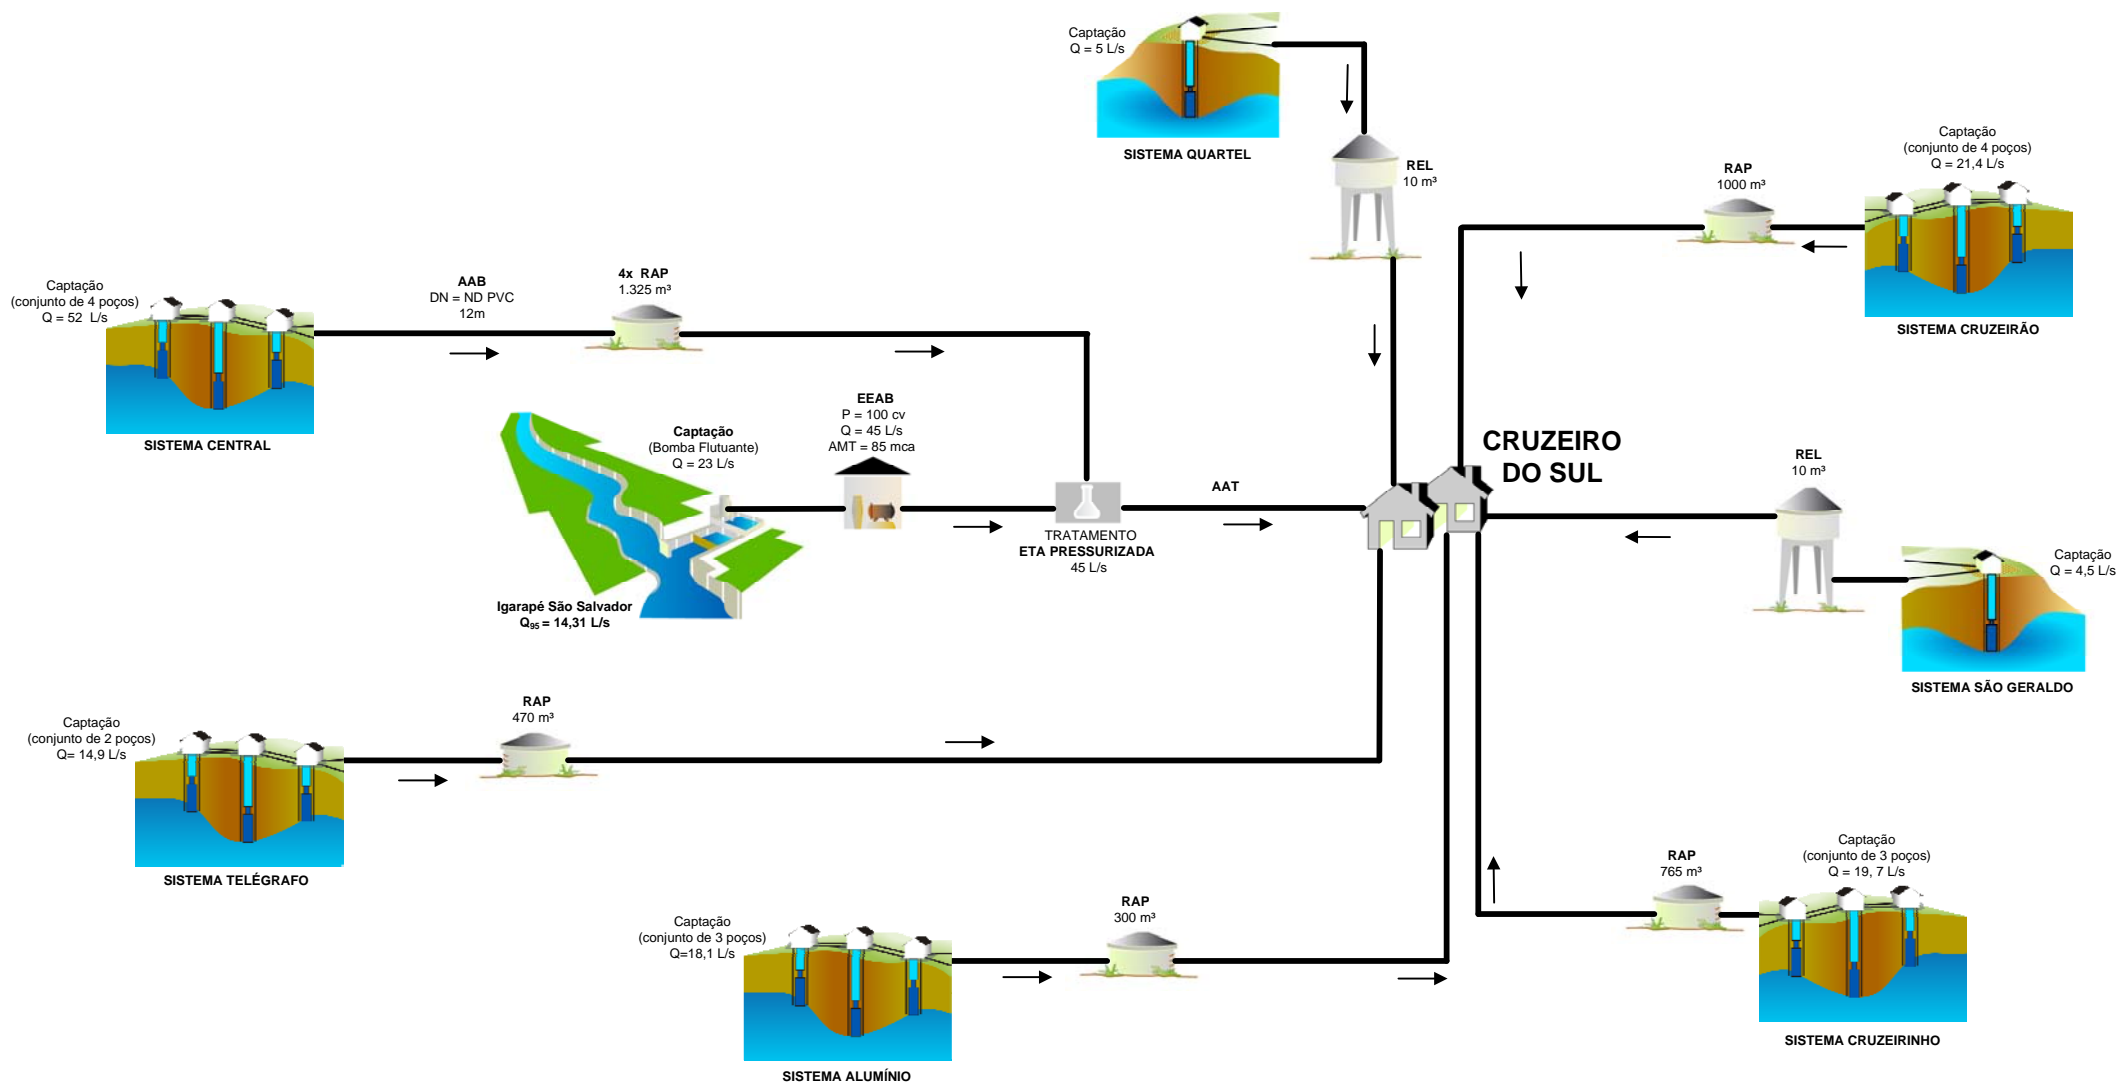 Captação
Q = 5 L/s
SISTEMA QUARTEL
REL
10 m³
Captação
(conjunto de 4 poços)
Q = 21,4 L/s
RAP
1000 m³
SISTEMA CRUZEIRÃO
Captação
(conjunto de 4 poços)
Q = 52 L/s
SISTEMA CENTRAL
AAB
DN = ND PVC
12m
4x RAP
1.325 m³
EEAB
P = 100 cv
Q = 45 L/s
AMT = 85 mca
Captação
(Bomba Flutuante)
Q = 23 L/s
Igarapé São Salvador
Q₉₅ = 14,31 L/s
TRATAMENTO
ETA PRESSURIZADA
45 L/s
AAT
CRUZEIRO
DO SUL
REL
10 m³
Captação
Q = 4,5 L/s
SISTEMA SÃO GERALDO
RAP
470 m³
Captação
(conjunto de 2 poços)
Q= 14,9 L/s
SISTEMA TELÉGRAFO
Captação
(conjunto de 3 poços)
Q=18,1 L/s
RAP
300 m³
SISTEMA ALUMÍNIO
RAP
765 m³
Captação
(conjunto de 3 poços)
Q = 19, 7 L/s
SISTEMA CRUZEIRINHO